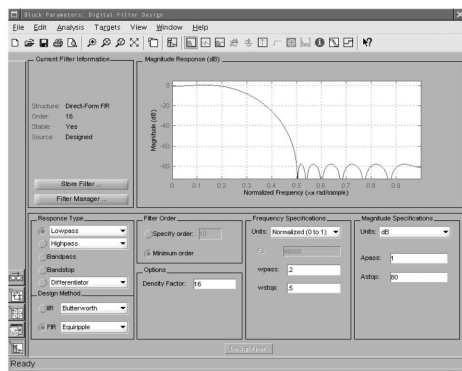 Block Parameters: Digital Filter Design
File Edit Analysis Targets View Window Help
Current Filter Information
Structure: Direct-Form FIR
Order: 16
Stable: Yes
Source: Designed
Store Filter ...
Filter Manager ...
Magnitude Response (dB)
Magnitude (dB)
0
-20
-40
-60
-80
0 0.1 0.2 0.3 0.4 0.5 0.6 0.7 0.8 0.9
Normalized Frequency (×π rad/sample)
Response Type
Lowpass
Highpass
Bandpass
Bandstop
Differentiator
Design Method
IIR Butterworth
FIR Equiripple
Filter Order
Specify order: 10
Minimum order
Options
Density Factor: 16
Frequency Specifications
Units: Normalized (0 to 1)
Fs: 48000
wpass: .2
wstop: .5
Magnitude Specifications
Units: dB
Apass: 1
Astop: 80
Design Filter
Ready